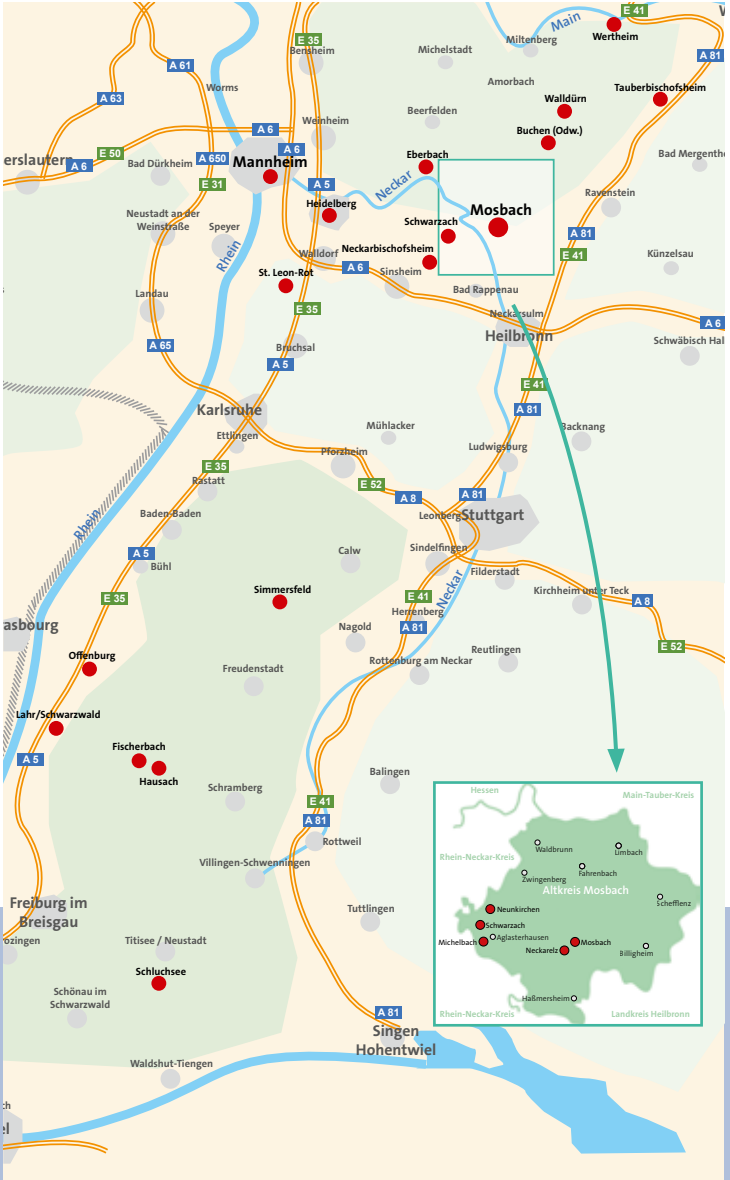 E 41
Main
W
Wertheim
E 35
Bensheim
Michelstadt
Miltenberg
A 81
A 61
Worms
Amorbach
Tauberbischofsheim
A 63
Walldürn
Beerfelden
Weinheim
A 6
Buchen (Odw.)
E 50
A 6
erslautern
A 6
A 650
Mannheim
Eberbach
Bad Mergenthe
Bad Dürkheim
E 31
A 5
Neckar
Ravenstein
Heidelberg
Mosbach
Neustadt an der
Weinstraße
Speyer
Schwarzach
A 81
Rhein
Walldorf
Neckarbischofsheim
E 41
Künzelsau
St. Leon-Rot
A 6
Sinsheim
Landau
Bad Rappenau
E 35
Neckarsulm
A 6
Heilbronn
Schwäbisch Hal
A 65
Bruchsal
A 5
E 41
Karlsruhe
A 81
Ettlingen
Mühlacker
Backnang
Pforzheim
Ludwigsburg
E 35
Rastatt
E 52
A 8
A 81
Rhein
Baden-Baden
Leonberg
Stuttgart
A 5
Bühl
Calw
Sindelfingen
Filderstadt
Simmersfeld
Neckar
Kirchheim unter Teck
E 35
E 41
A 8
Herrenberg
asbourg
Nagold
A 81
Offenburg
Reutlingen
E 52
Freudenstadt
Rottenburg am Neckar
Lahr/Schwarzwald
Fischerbach
A 5
Hausach
Balingen
Schramberg
E 41
A 81
Rottweil
Villingen-Schwenningen
Freiburg im
Breisgau
Tuttlingen
ozingen
Titisee / Neustadt
Schluchsee
Schönau im
Schwarzwald
A 81
Singen
Hohentwiel
Waldshut-Tiengen
ch
el
Hessen
Main-Tauber-Kreis
Rhein-Neckar-Kreis
Waldbrunn
Limbach
Zwingenberg
Fahrenbach
Altkreis Mosbach
Schefflenz
Neunkirchen
Schwarzach
Michelbach
Aglasterhausen
Mosbach
Neckarelz
Billigheim
Haßmersheim
Rhein-Neckar-Kreis
Landkreis Heilbronn